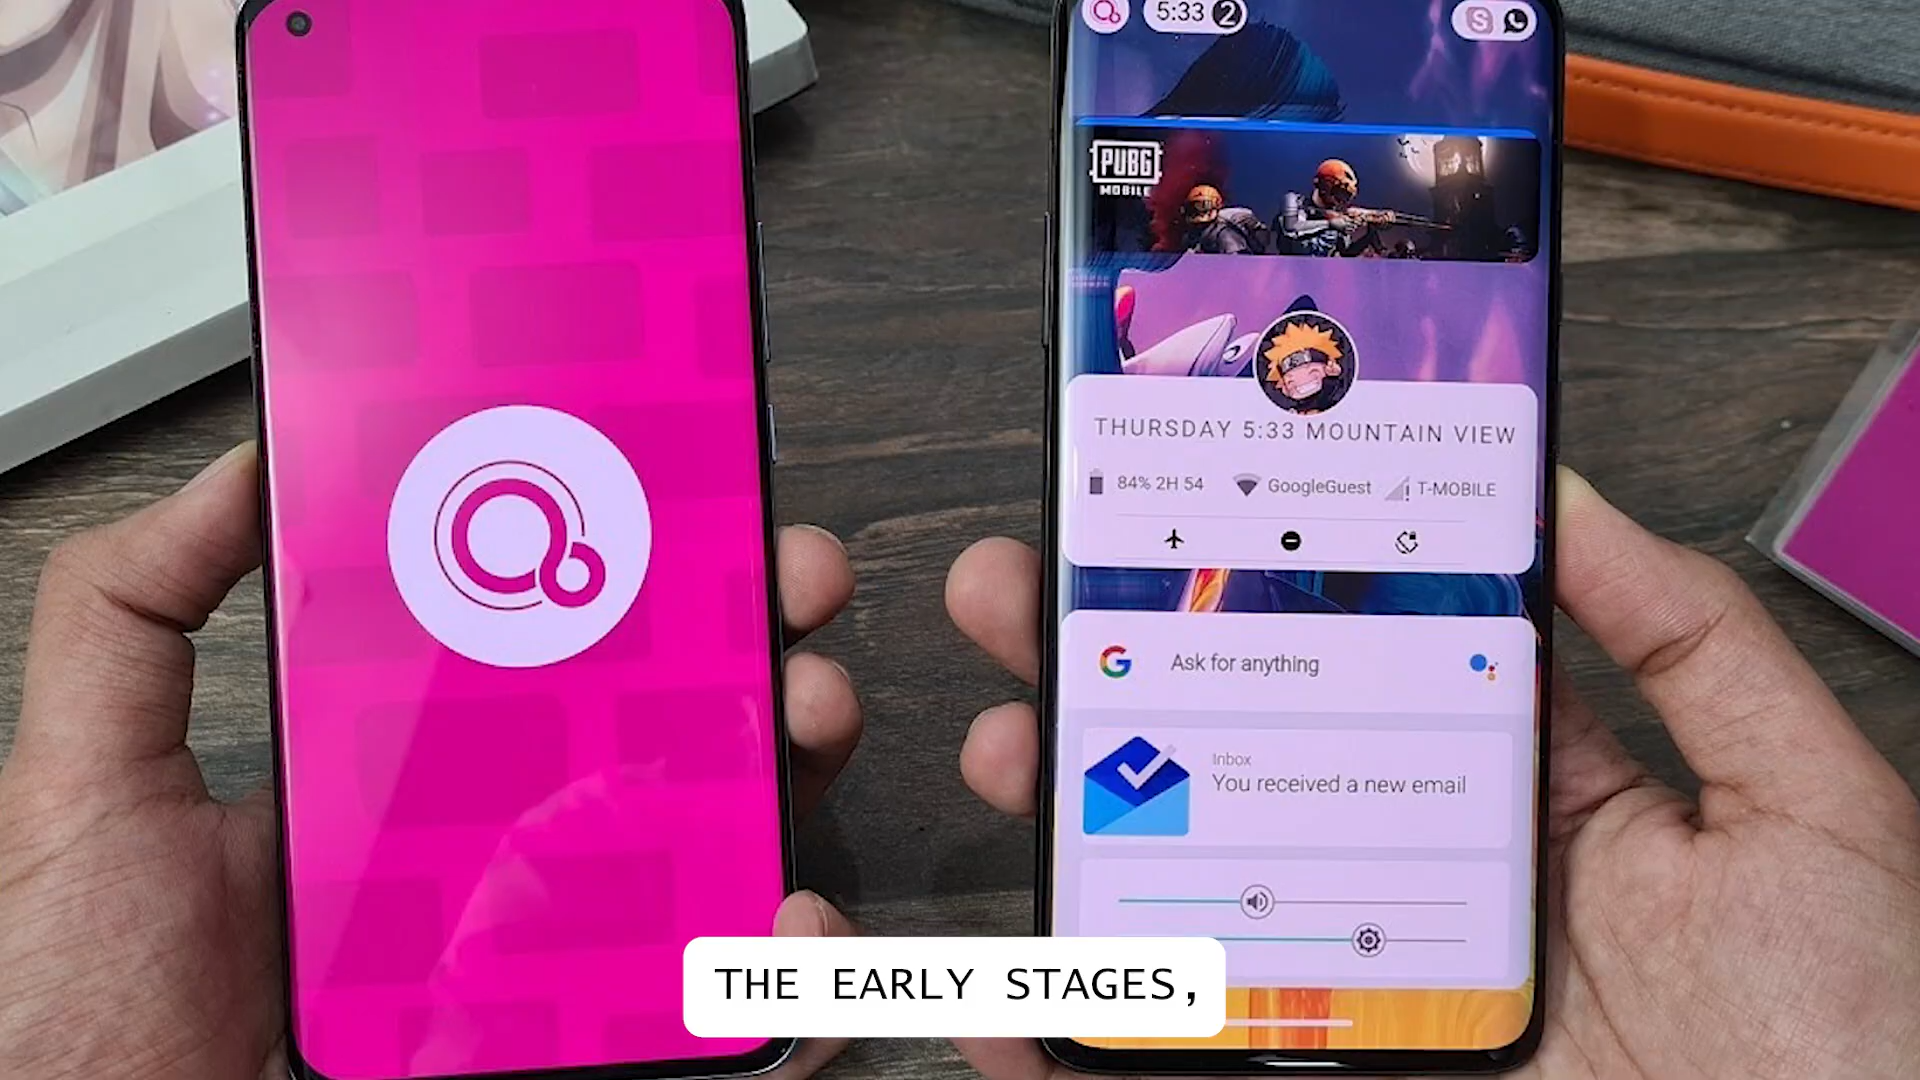 5:33 2
S
PUBG
MOBILE
THURSDAY 5:33 MOUNTAIN VIEW
84% 2H 54 GoogleGuest T-MOBILE
G Ask for anything
Inbox
You received a new email
THE EARLY STAGES,